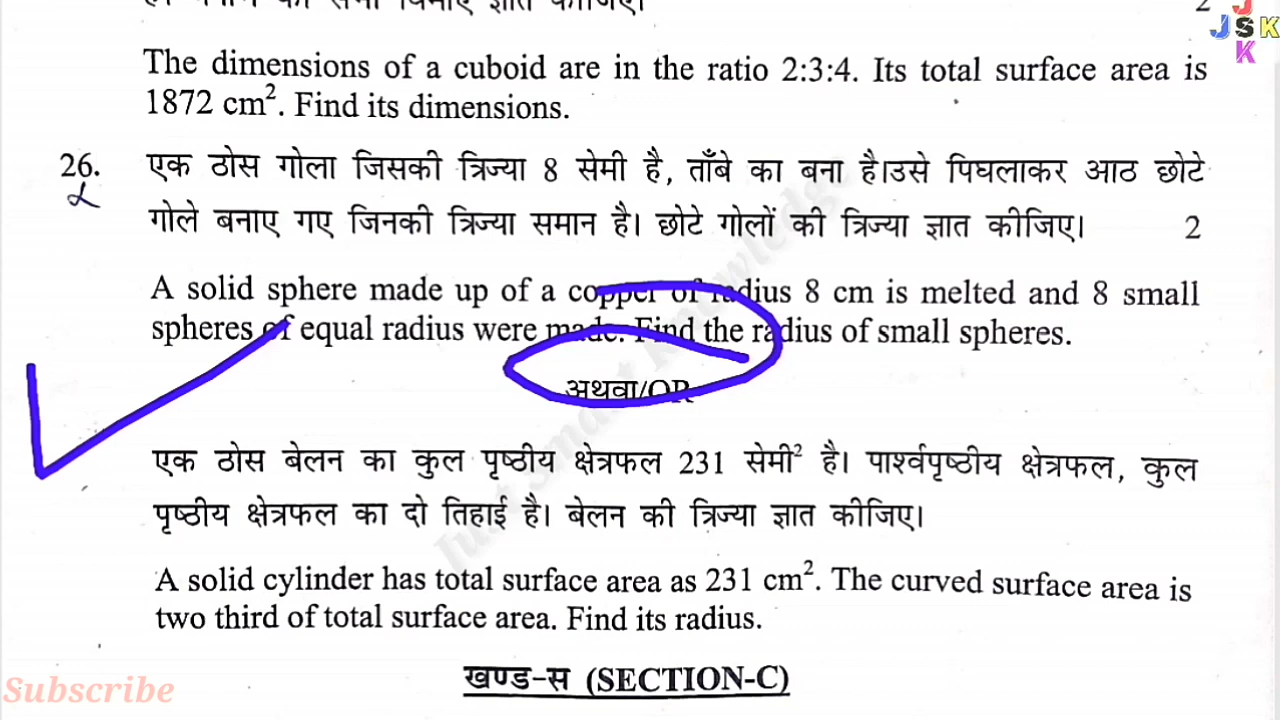 J
J S K
K
2
The dimensions of a cuboid are in the ratio 2:3:4. Its total surface area is
1872 cm². Find its dimensions.
26. एक ठोस गोला जिसकी त्रिज्या 8 सेमी है, ताँबे का बना है।उसे पिघलाकर आठ छोटे
गोले बनाए गए जिनकी त्रिज्या समान है। छोटे गोलों की त्रिज्या ज्ञात कीजिए। 2
A solid sphere made up of a copper of radius 8 cm is melted and 8 small
spheres of equal radius were made. Find the radius of small spheres.
अथवा/OR
एक ठोस बेलन का कुल पृष्ठीय क्षेत्रफल 231 सेमी² है। पार्श्वपृष्ठीय क्षेत्रफल, कुल
पृष्ठीय क्षेत्रफल का दो तिहाई है। बेलन की त्रिज्या ज्ञात कीजिए।
A solid cylinder has total surface area as 231 cm². The curved surface area is
two third of total surface area. Find its radius.
खण्ड-स (SECTION-C)
Subscribe